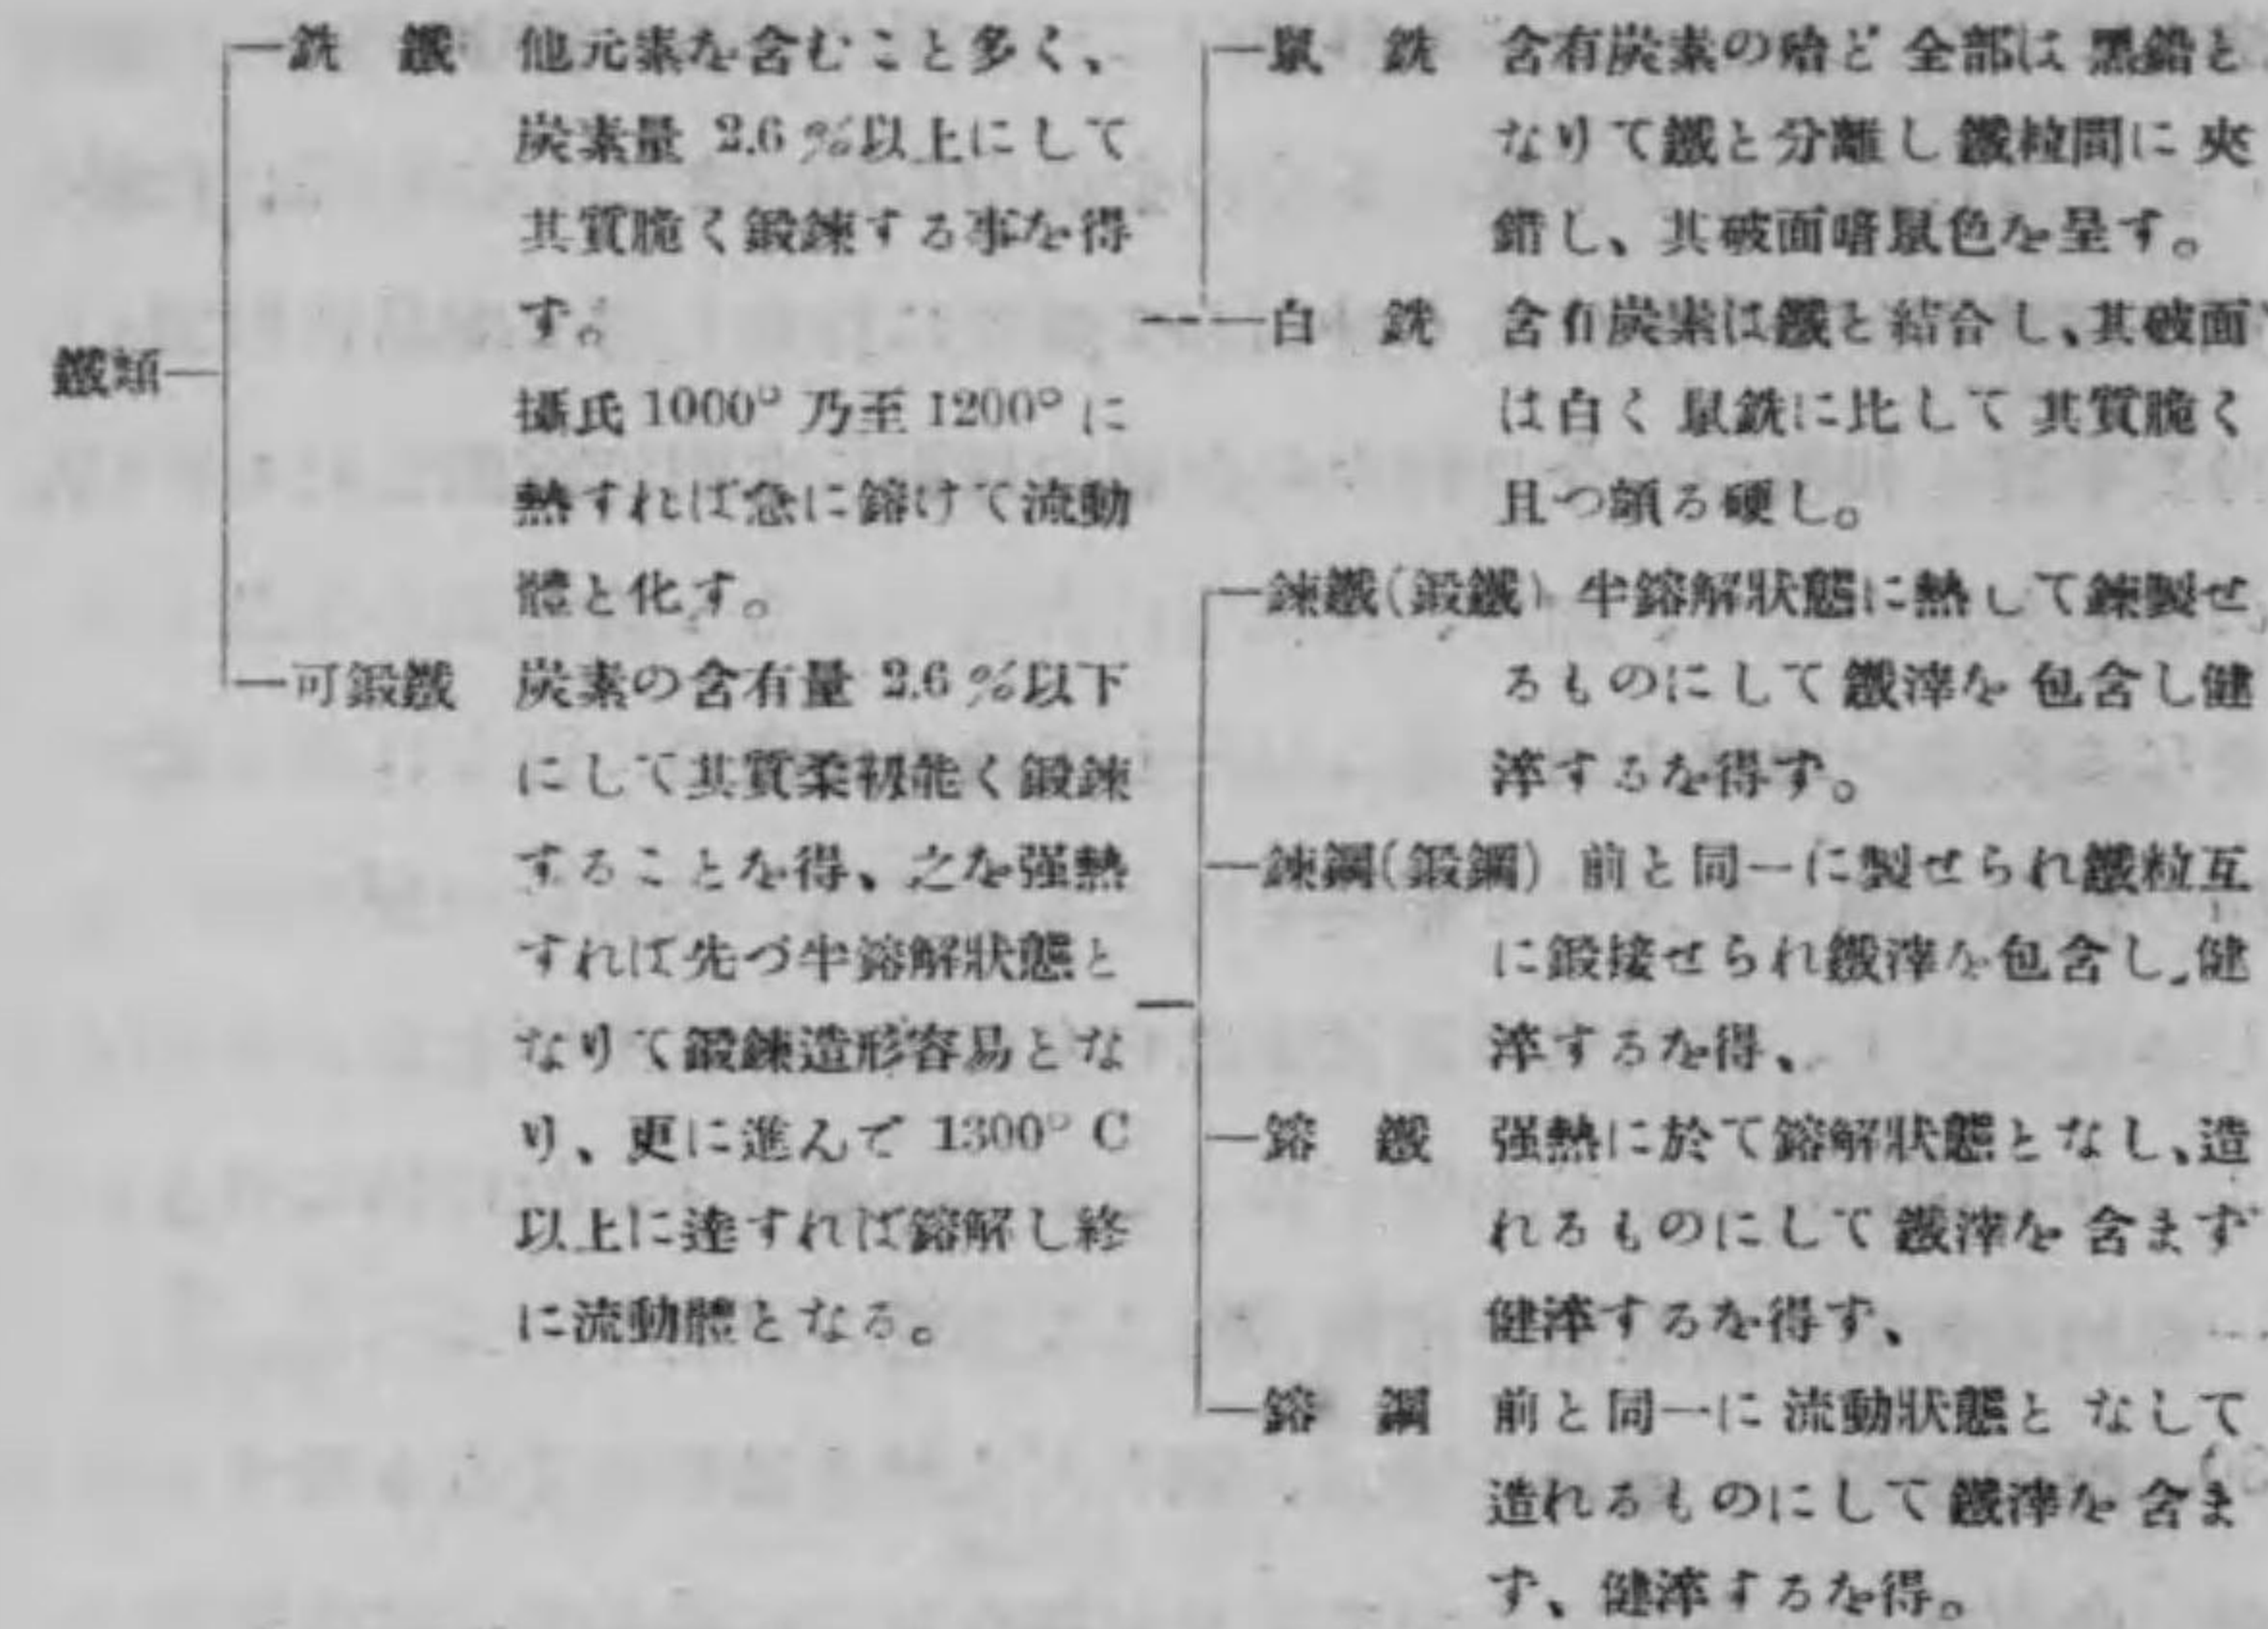 鐵類
銑 鐵 他元素を含むこと多く、
炭素量 2.6 %以上にして
其質脆く鍛錬する事を得
ず。
攝氏 1000° 乃至 1200° に
熱すれば急に鎔けて流動
體と化す。
鼠 銑 含有炭素の殆ど 全部は 黑鉛と
なりて鐵と分離し鐵粒間に 夾
錯し、其破面暗鼠色を呈す。
白 銑 含有炭素は鐵と結合し、其破面
は白く鼠銑に比して 其質脆く
且つ頗る硬し。
可鍛鐵 炭素の含有量 2.6 %以下
にして其質柔靱能く鍛錬
することを得、之を强熱
すれば先づ半鎔解狀態と
なりて鍛錬造形容易とな
り、更に進んで 1300° C
以上に達すれば鎔解し終
に流動體となる。
錬鐵(鍛鐵) 半鎔解狀態に熱して錬製せ
るものにして 鐵滓を 包含し健
淬するを得ず。
錬鋼(鍛鋼) 前と同一に製せられ鐵粒互
に鍛接せられ鐵滓を包含し、健
淬するを得、
鎔 鐵 强熱に於て鎔解狀態となし、造
れるものにして 鐵滓を 含まず
健淬するを得ず、
鎔 鋼 前と同一に 流動狀態と なして
造れるものにして 鐵滓を 含ま
ず、健淬するを得。